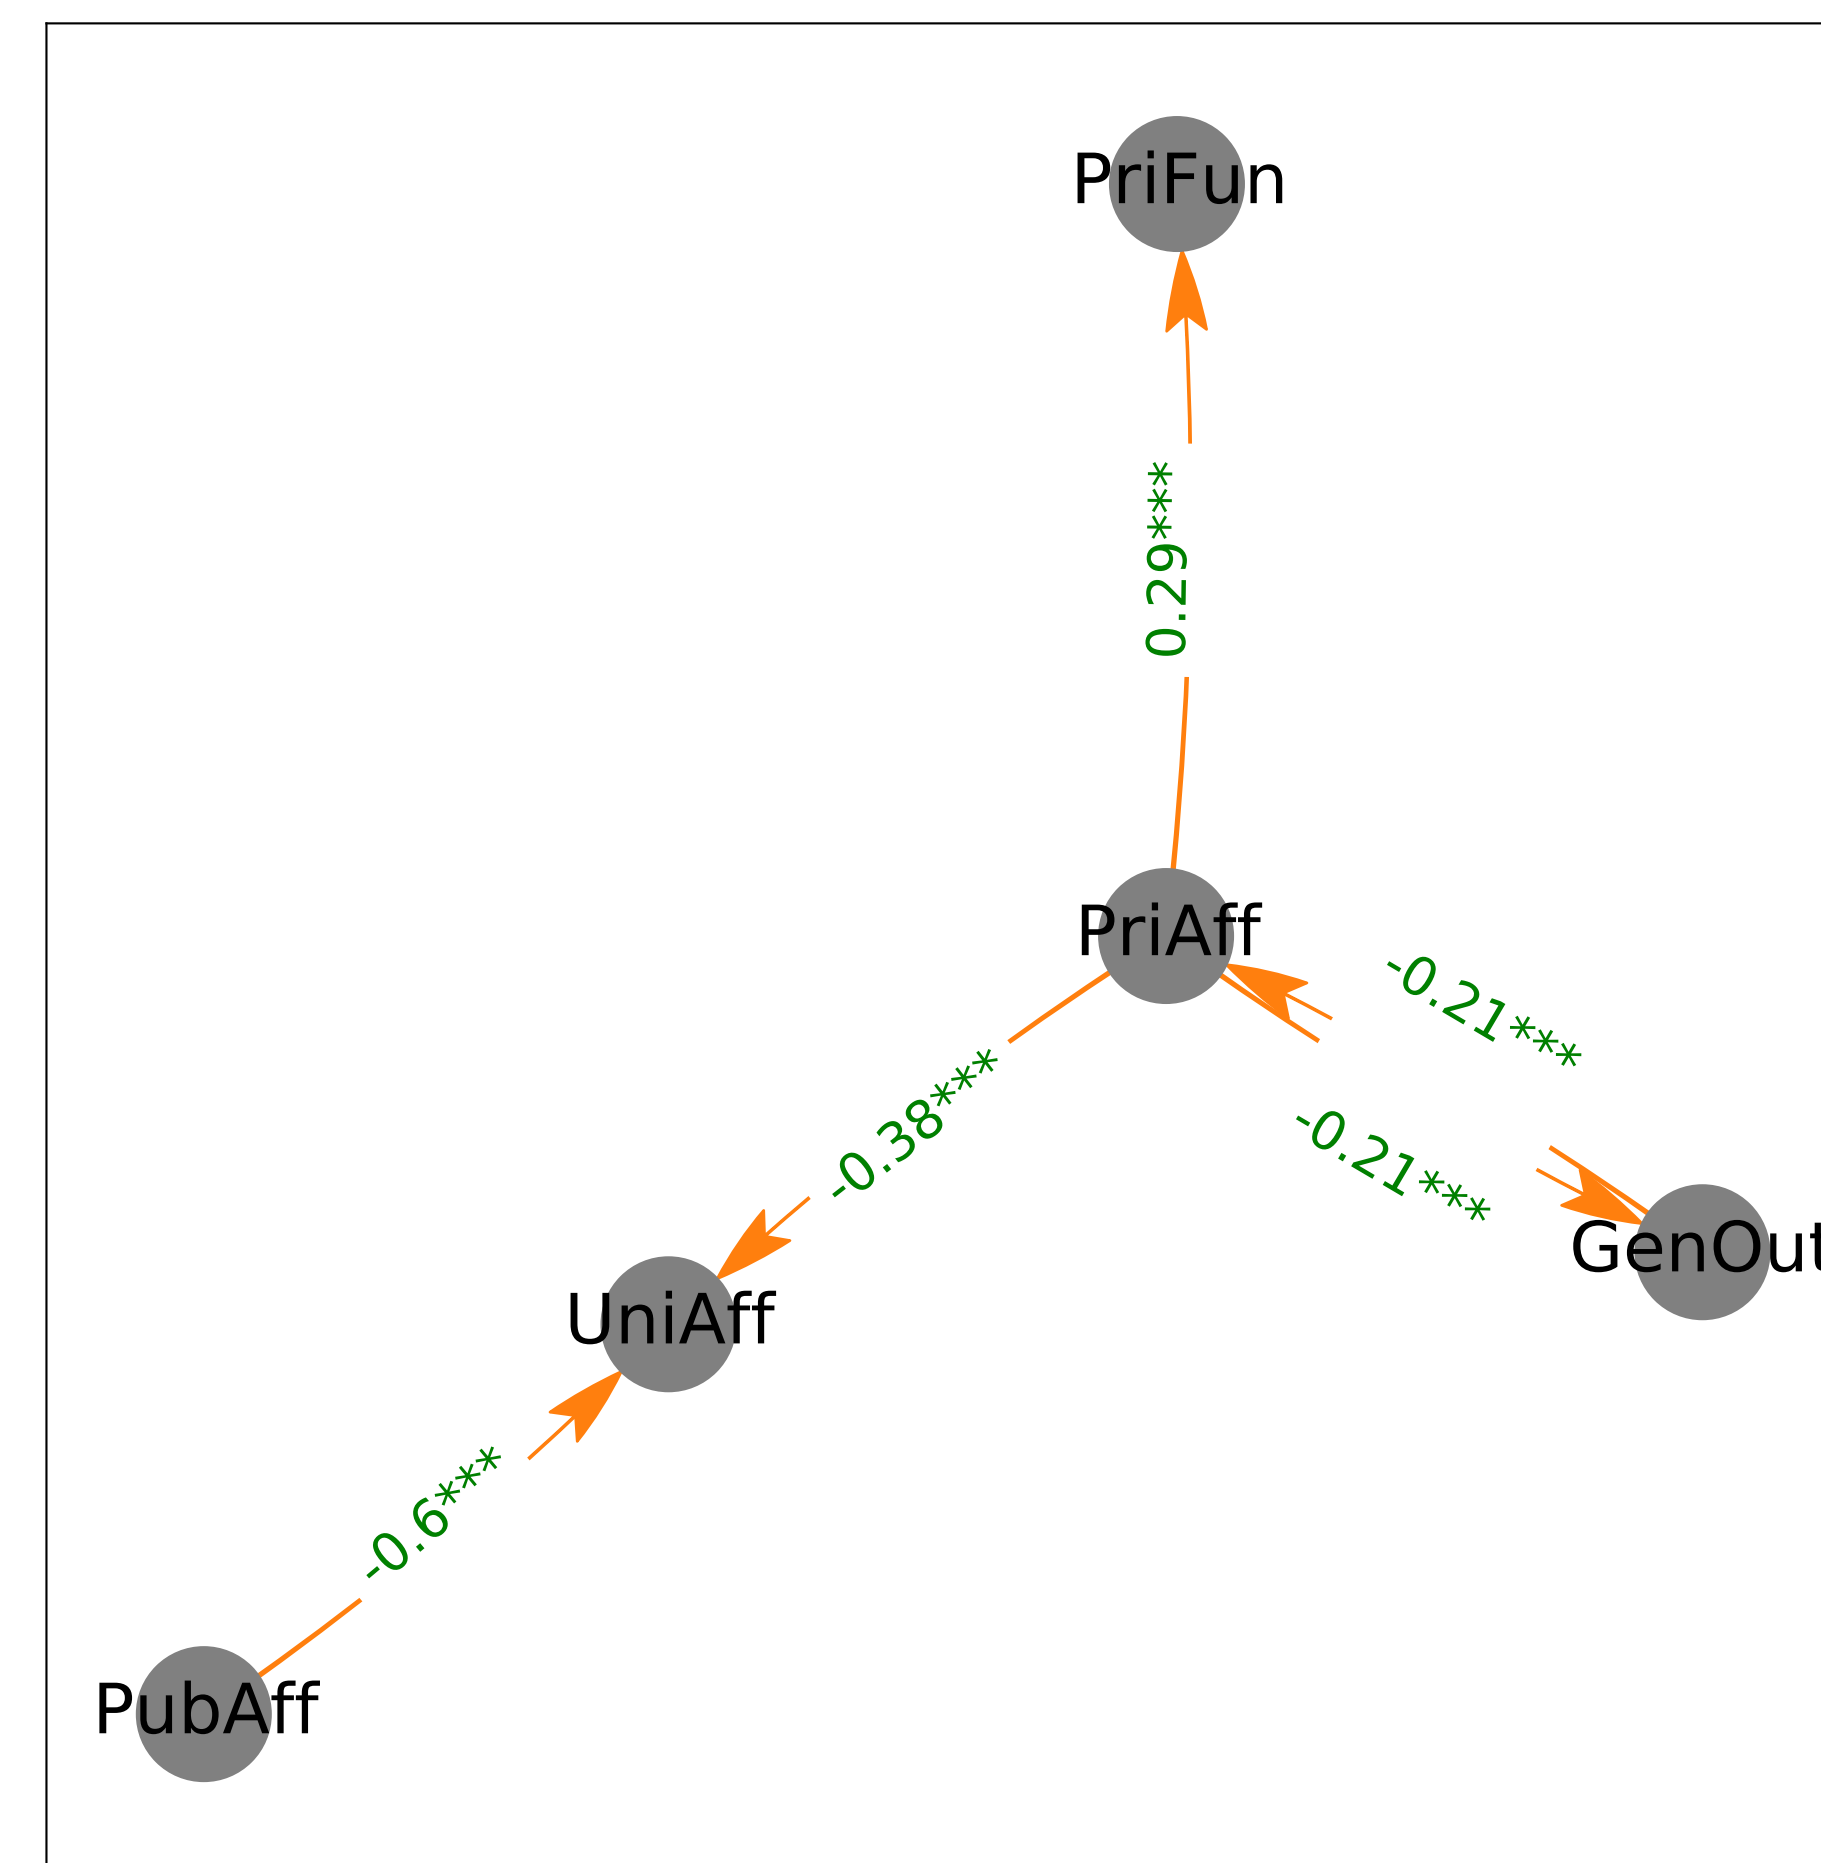 PriFun
0.29***
PriAff
-0.21***
-0.38***
-0.21***
GenOut
UniAff
-0.6***
PubAff